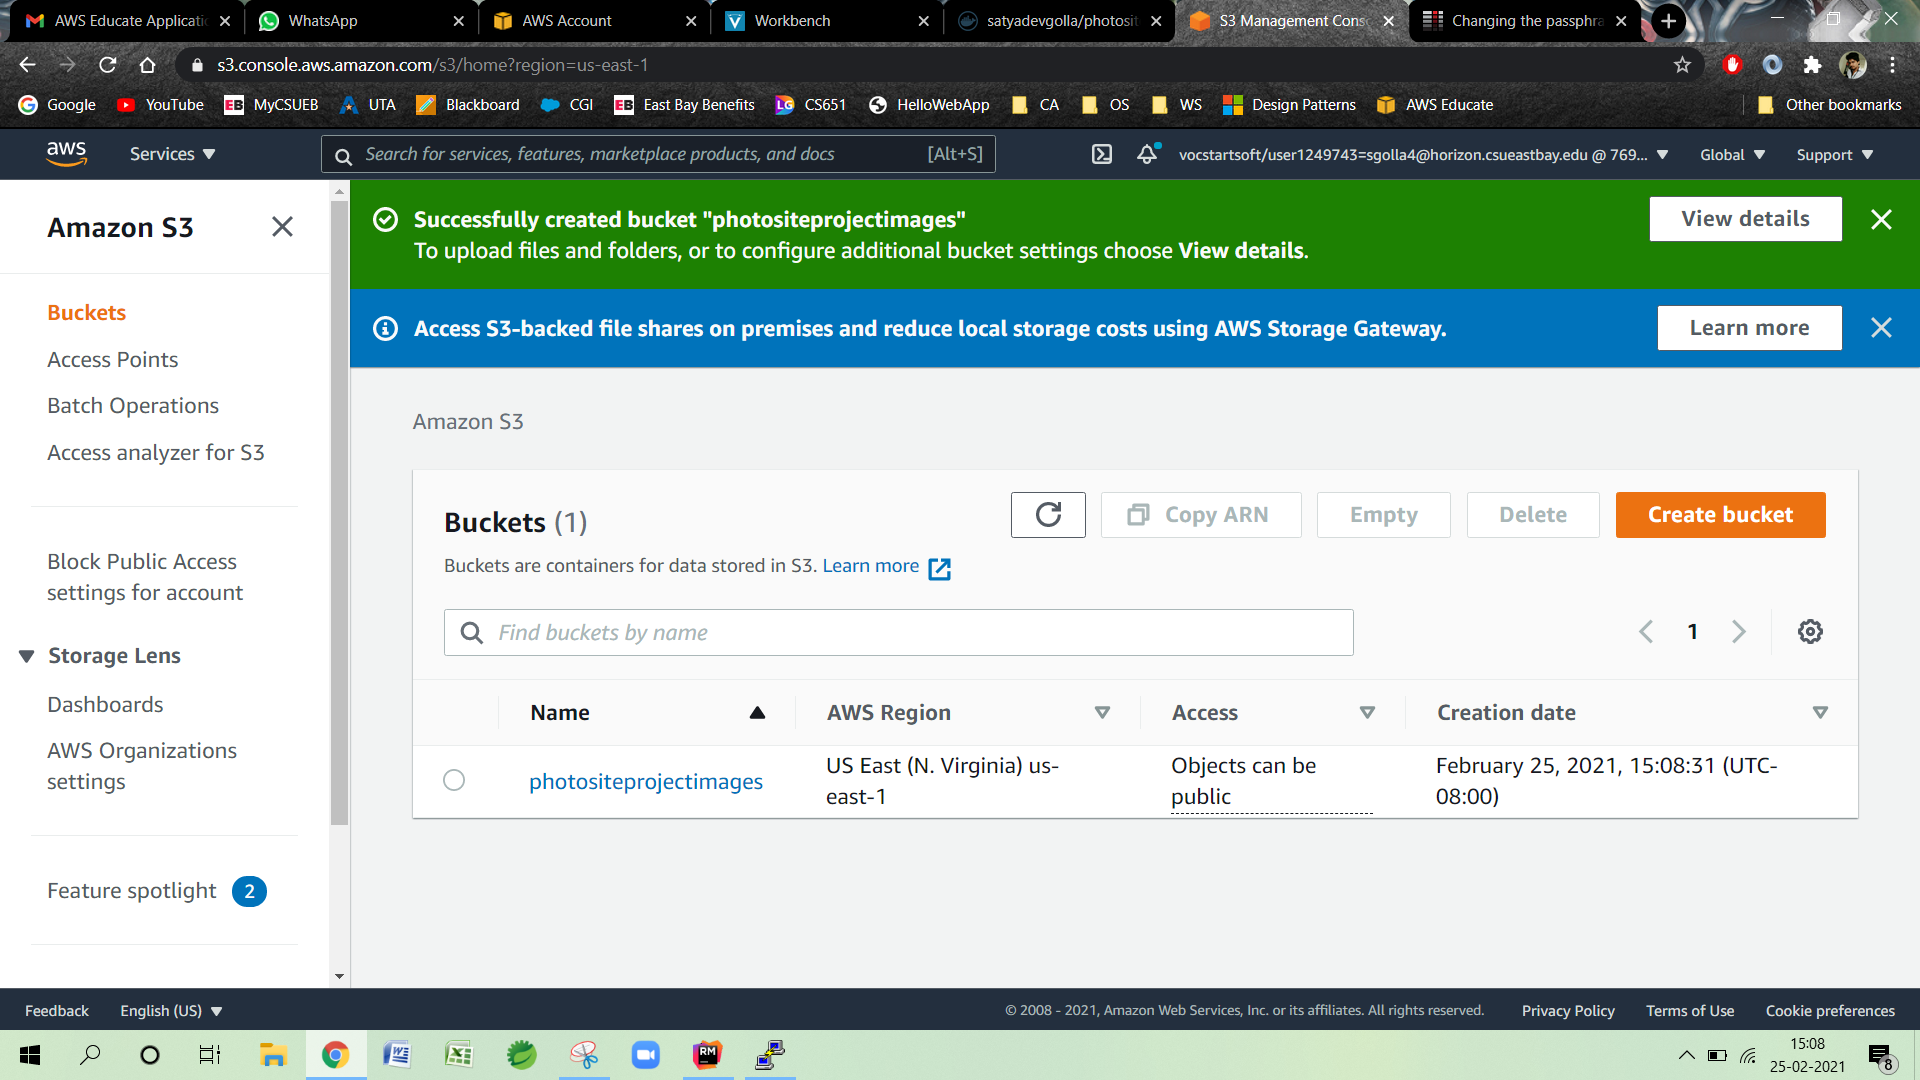 AWS Educate Applicati
WhatsApp
AWS Account
Workbench
satyadevgolla/photosit
S3 Management Cons
Changing the passphra
s3.console.aws.amazon.com/s3/home?region=us-east-1
Google
YouTube
MyCSUEB
UTA
Blackboard
CGI
East Bay Benefits
CS651
HelloWebApp
CA
OS
WS
Design Patterns
AWS Educate
Other bookmarks
aws
Services
Search for services, features, marketplace products, and docs
[Alt+S]
vocstartsoft/user1249743=sgolla4@horizon.csueastbay.edu @ 769...
Global
Support
Amazon S3
Buckets
Access Points
Batch Operations
Access analyzer for S3
Block Public Access
settings for account
Storage Lens
Dashboards
AWS Organizations
settings
Feature spotlight 2
Successfully created bucket "photositeprojectimages"
To upload files and folders, or to configure additional bucket settings choose View details.
View details
Access S3-backed file shares on premises and reduce local storage costs using AWS Storage Gateway.
Learn more
Amazon S3
Buckets (1)
Copy ARN
Empty
Delete
Create bucket
Buckets are containers for data stored in S3. Learn more
Find buckets by name
1
Name
AWS Region
Access
Creation date
photositeprojectimages
US East (N. Virginia) us-
east-1
Objects can be
public
February 25, 2021, 15:08:31 (UTC-
08:00)
Feedback
English (US)
© 2008 - 2021, Amazon Web Services, Inc. or its affiliates. All rights reserved.
Privacy Policy
Terms of Use
Cookie preferences
15:08
25-02-2021
8